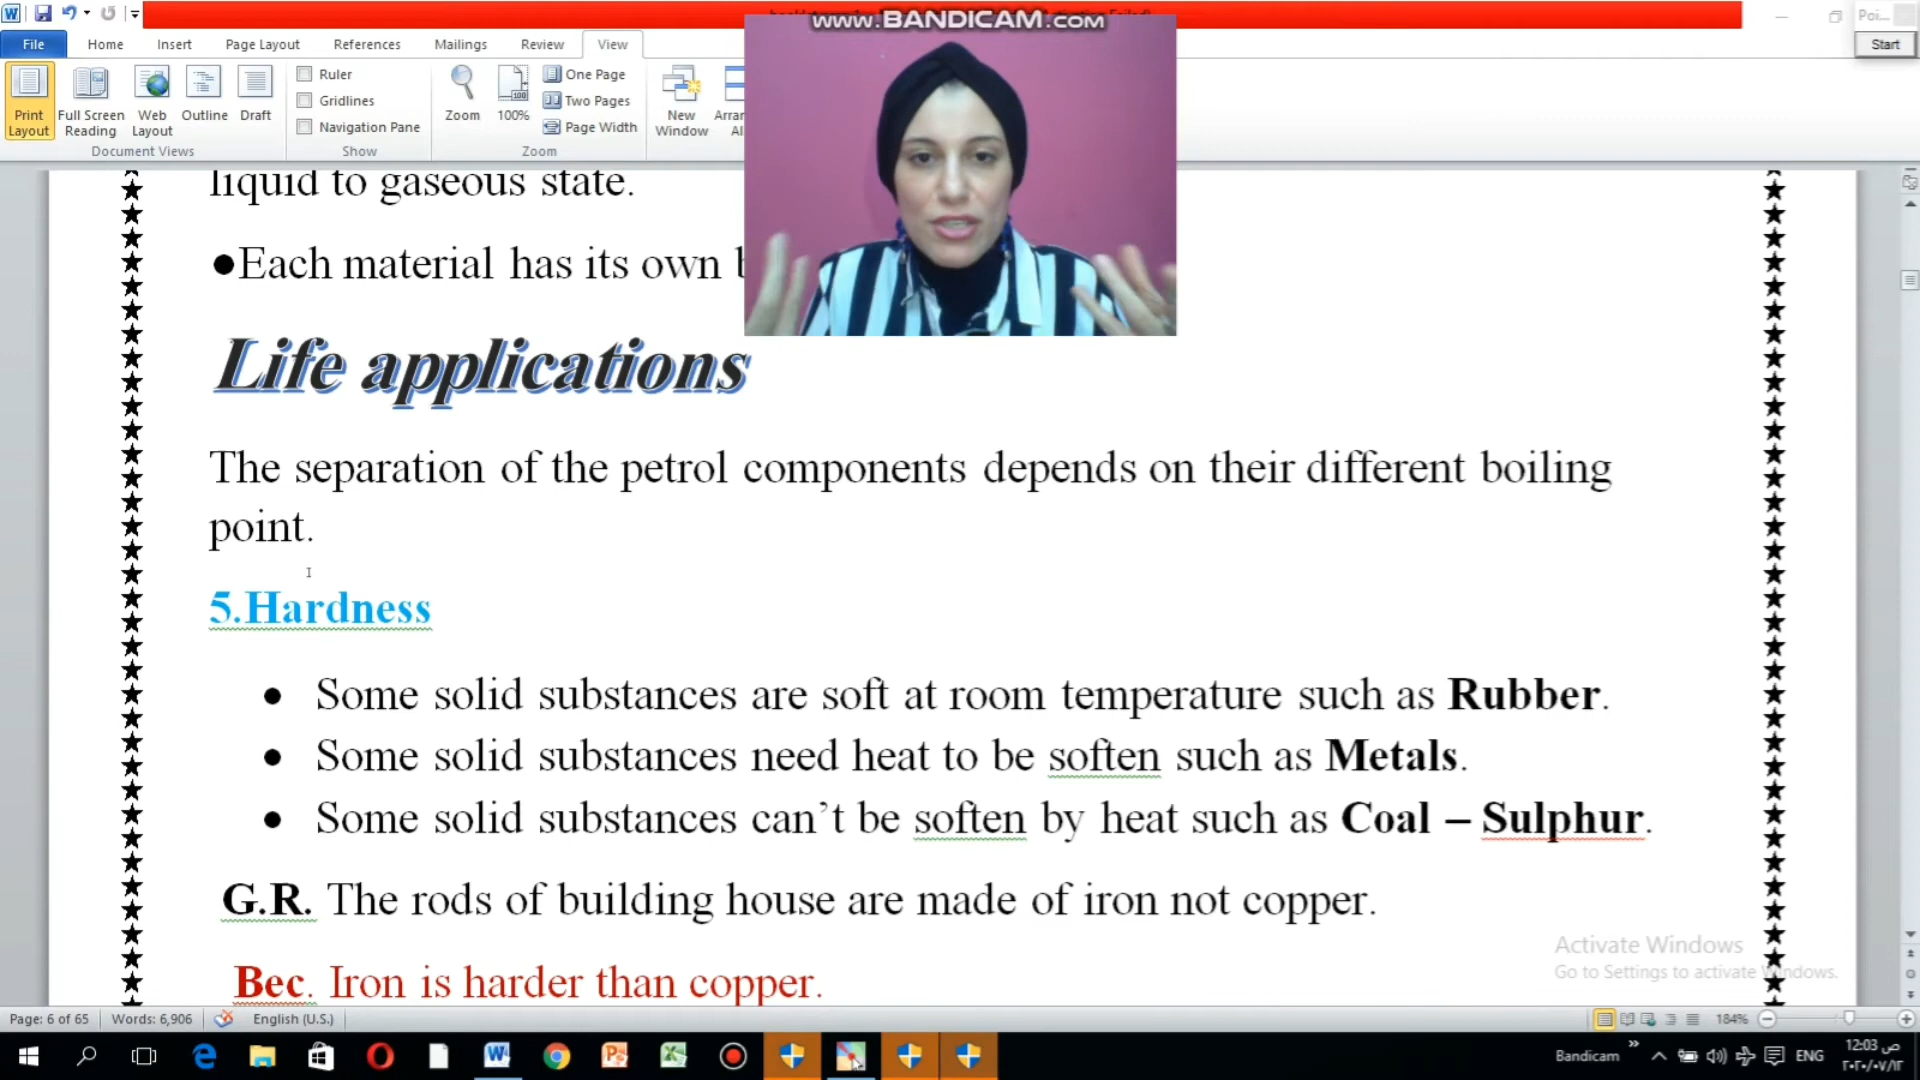 www.BANDICAM.com
Poi...
Start
File Home Insert Page Layout References Mailings Review View
Print Layout
Full Screen Reading
Web Layout
Outline
Draft
Document Views
Ruler
Gridlines
Navigation Pane
Show
Zoom
100%
One Page
Two Pages
Page Width
Zoom
New Window
liquid to gaseous state.
●Each material has its own
Life applications
The separation of the petrol components depends on their different boiling
point.
5.Hardness
● Some solid substances are soft at room temperature such as Rubber.
● Some solid substances need heat to be soften such as Metals.
● Some solid substances can’t be soften by heat such as Coal – Sulphur.
G.R. The rods of building house are made of iron not copper.
Bec. Iron is harder than copper.
Activate Windows
Go to Settings to activate Windows.
Page: 6 of 65 Words: 6,906 English (U.S.) 184%
Bandicam ENG 12:03 ص